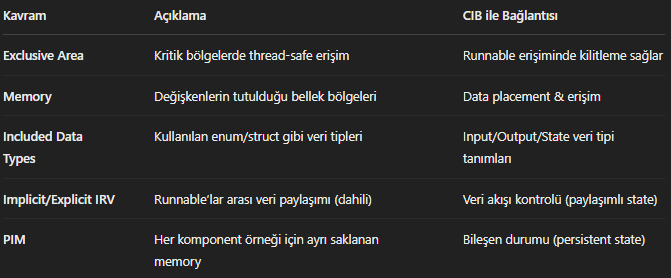 Kavram Açıklama CIB ile Bağlantısı
Exclusive Area Kritik bölgelerde thread-safe erişim Runnable erişiminde kilitleme sağlar
Memory Değişkenlerin tutulduğu bellek bölgeleri Data placement & erişim
Included Data Kullanılan enum/struct gibi veri tipleri Input/Output/State veri tipi
Types tanımları
Implicit/Explicit IRV Runnable’lar arası veri paylaşımı (dahili) Veri akışı kontrolü (paylaşımlı state)
PIM Her komponent örneği için ayrı saklanan Bileşen durumu (persistent state)
memory